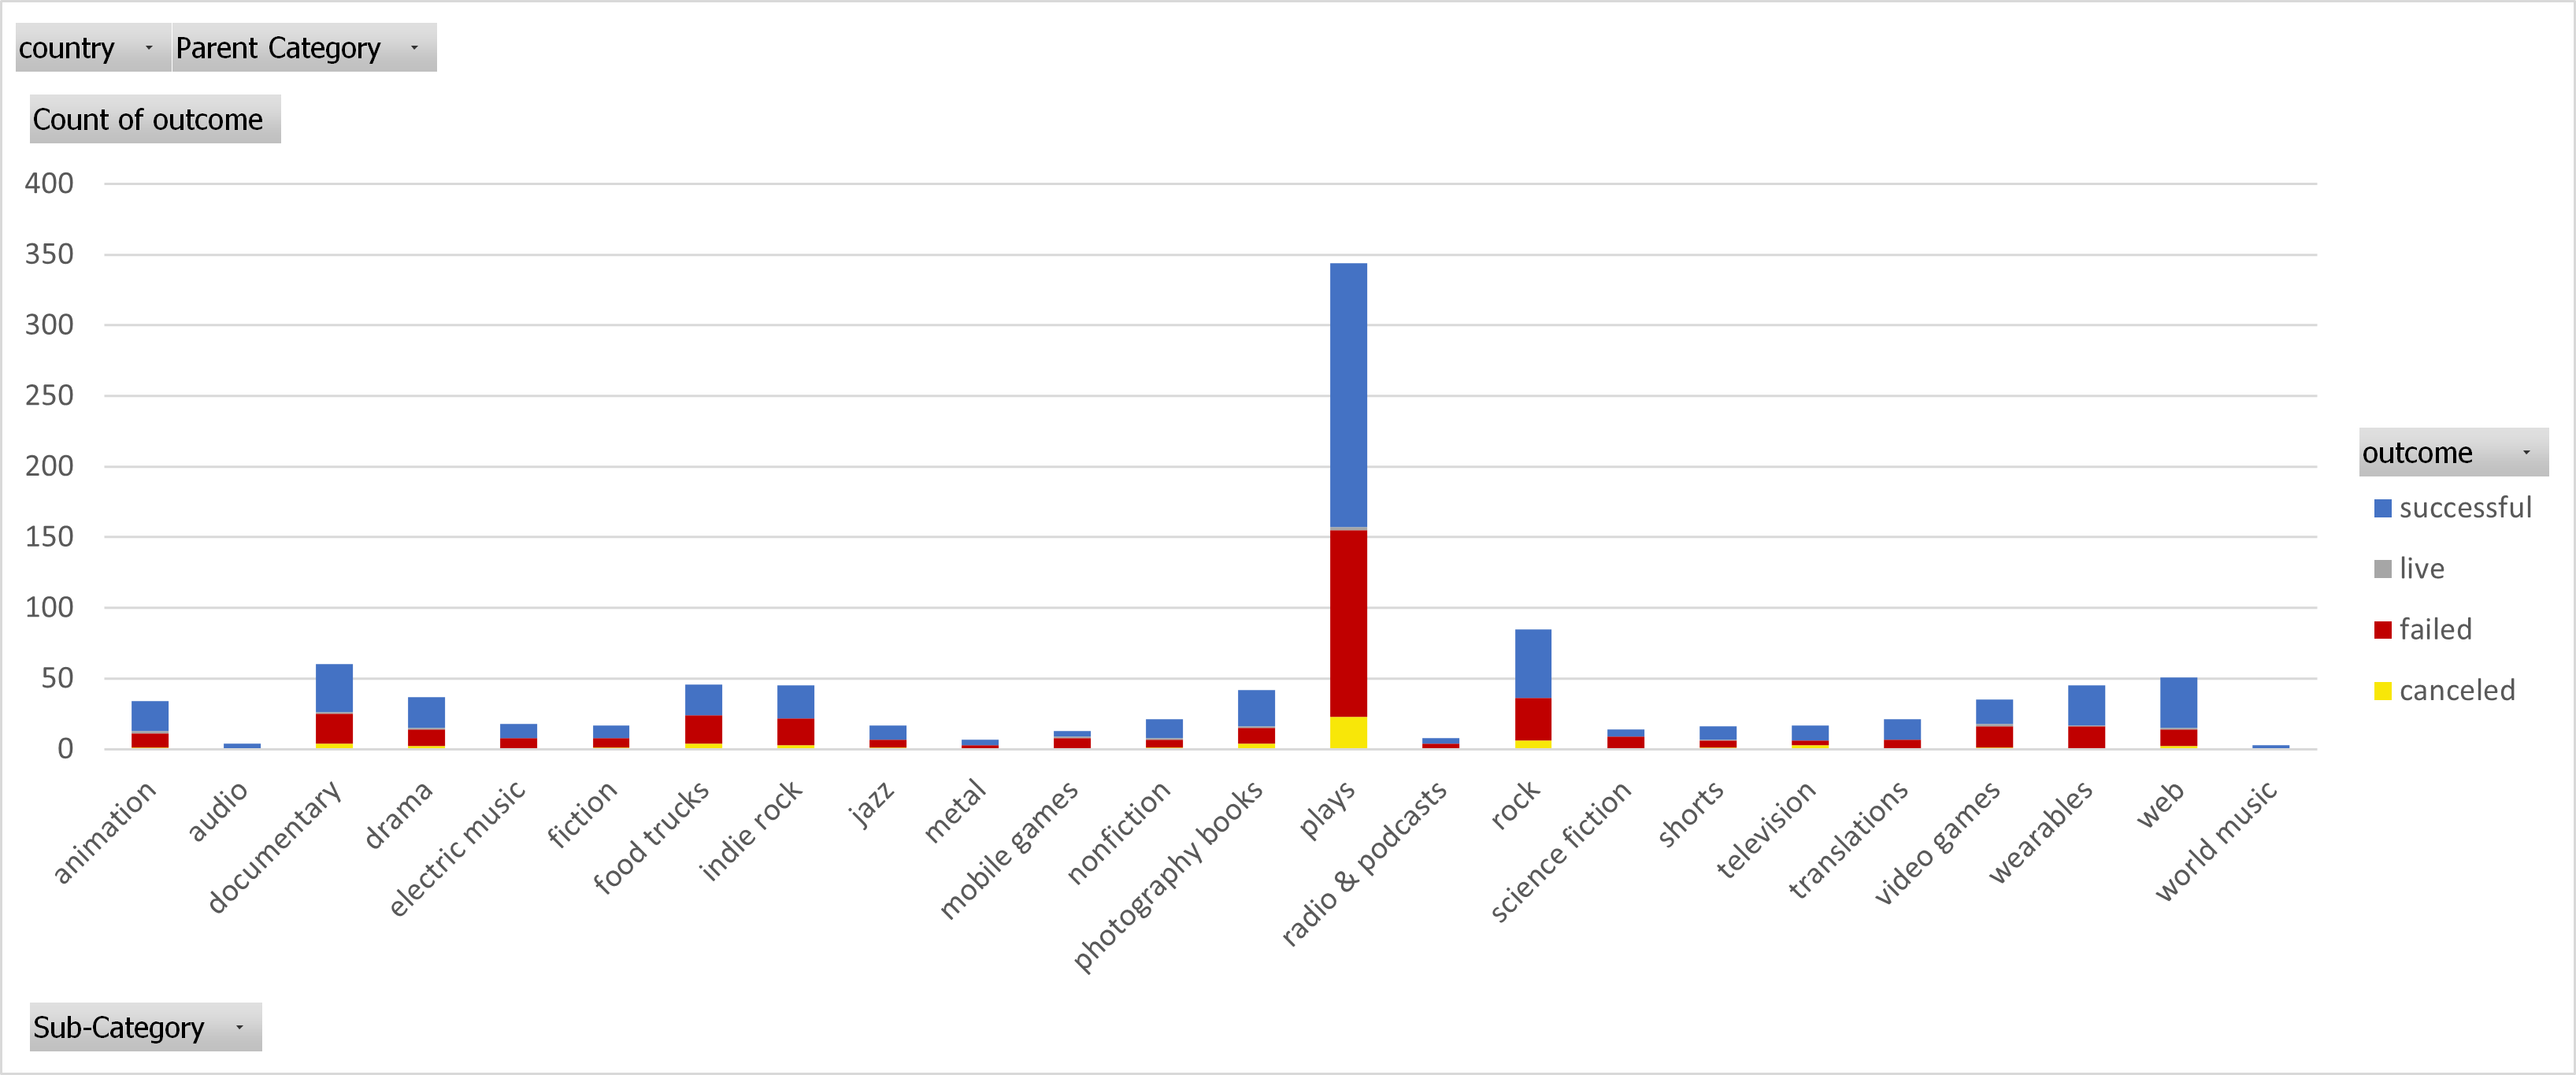 country Parent Category
Count of outcome
400
350
300
250
200
150
100
50
0
animation audio documentary drama electric music fiction food trucks indie rock jazz metal mobile games nonfiction photography books plays radio & podcasts rock science fiction shorts television translations video games wearables web world music
outcome
successful
live
failed
canceled
Sub-Category